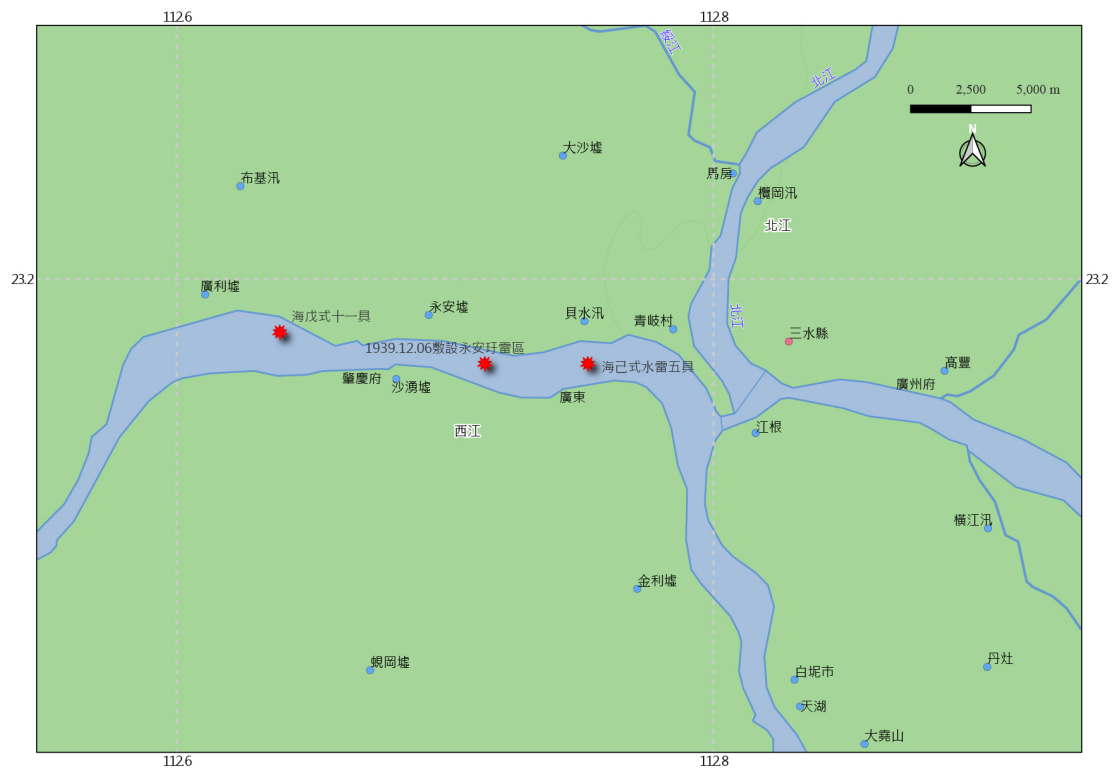 112.6
112.8
綏江
北江
0 2,500 5,000 m
N
大沙墟
馬房
布基汛
欖岡汛
北江
23.2
23.2
廣利墟
永安墟
貝水汛
青岐村
北江
三水縣
海戊式十一具
1939.12.06敷設永安玗雷區
海己式水雷五具
高豐
肇慶府
沙湧墟
廣東
廣州府
西江
江根
橫江汛
金利墟
蜆岡墟
白坭市
丹灶
天湖
大堯山
112.6
112.8